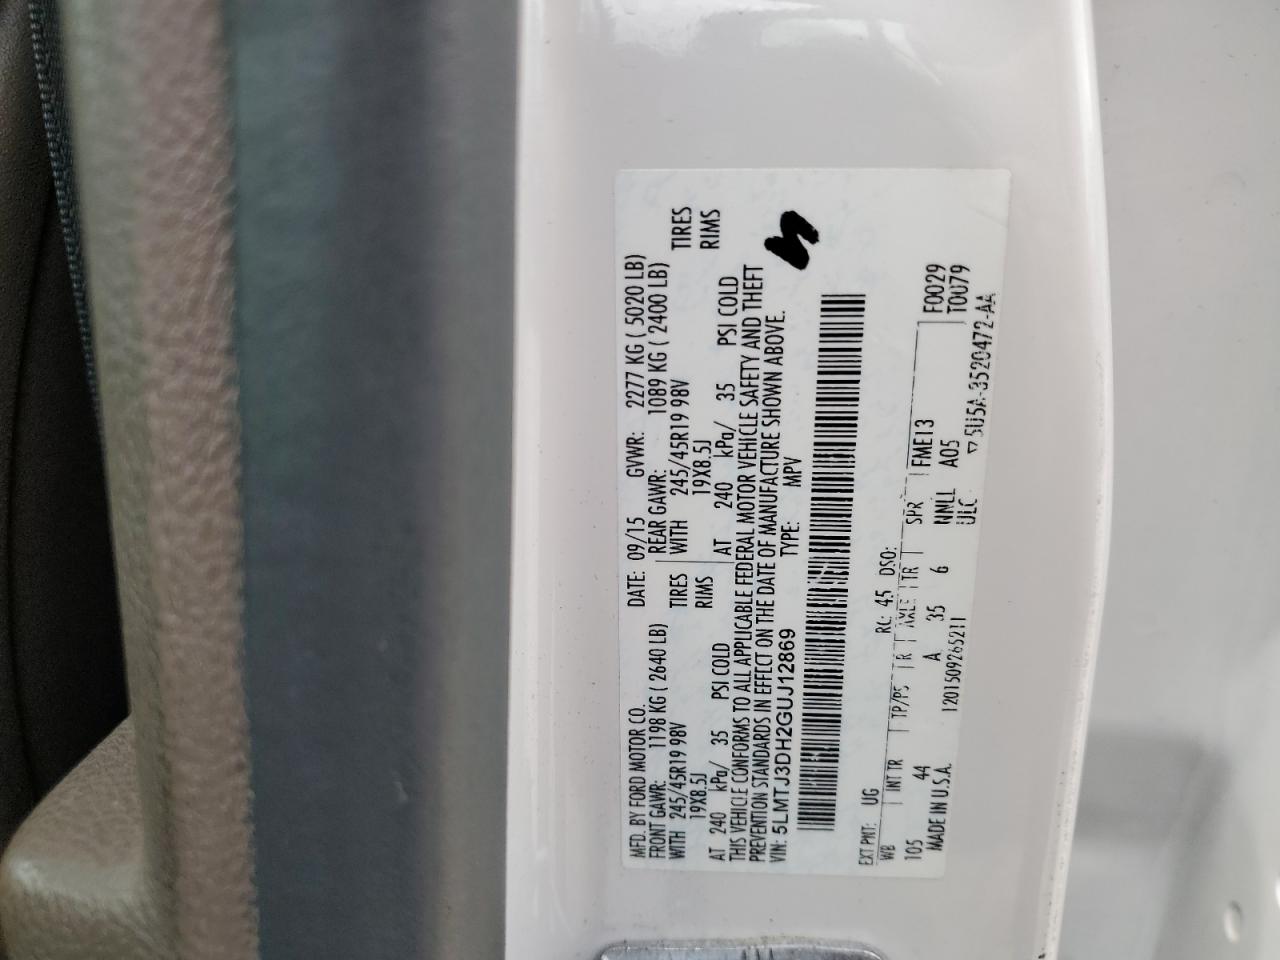 MFD. BY FORD MOTOR CO. DATE: 09/15 GVWR: 2277 KG ( 5020 LB)
FRONT GAWR: 1198 KG ( 2640 LB) REAR GAWR: 1089 KG ( 2400 LB)
WITH 245/45R19 98V TIRES WITH 245/45R19 98V TIRES
19X8.5J RIMS 19X8.5J RIMS
AT 240 kPa/ 35 PSI COLD AT 240 kPa/ 35 PSI COLD
THIS VEHICLE CONFORMS TO ALL APPLICABLE FEDERAL MOTOR VEHICLE SAFETY AND THEFT
PREVENTION STANDARDS IN EFFECT ON THE DATE OF MANUFACTURE SHOWN ABOVE.
VIN: 5LMTJ3DH2GUJ12869 TYPE: MPV
EXT PNT: UG RC: 45 DSO:
WB INT TR TP/PS R AXLE TR SPR FME13 F0029
105 44 A 35 6 NNLL A05 T0079
MADE IN U.S.A. 120150926521 1 ULC ▽ 5U5A-3520472-AA